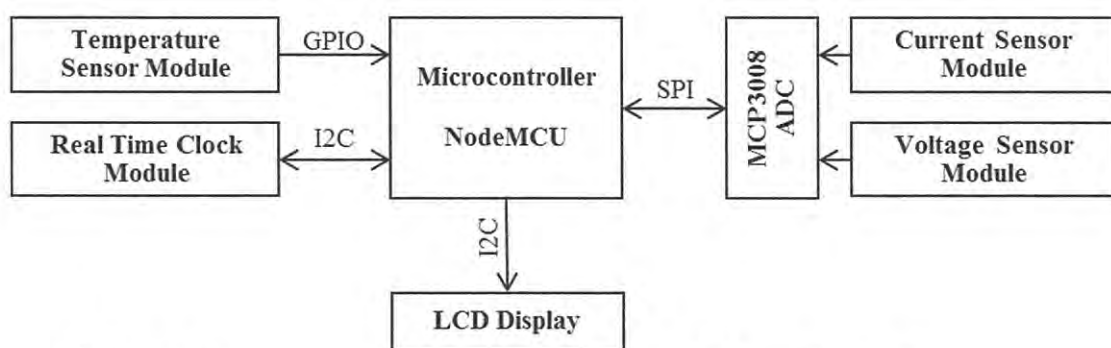 Temperature
Sensor Module
GPIO
Real Time Clock
Module
I2C
Microcontroller
NodeMCU
I2C
LCD Display
SPI
MCP3008
ADC
Current Sensor
Module
Voltage Sensor
Module